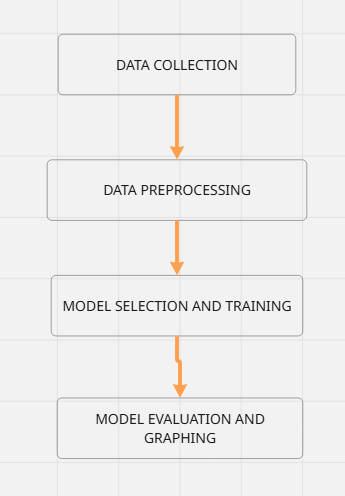 DATA COLLECTION
DATA PREPROCESSING
MODEL SELECTION AND TRAINING
MODEL EVALUATION AND
GRAPHING